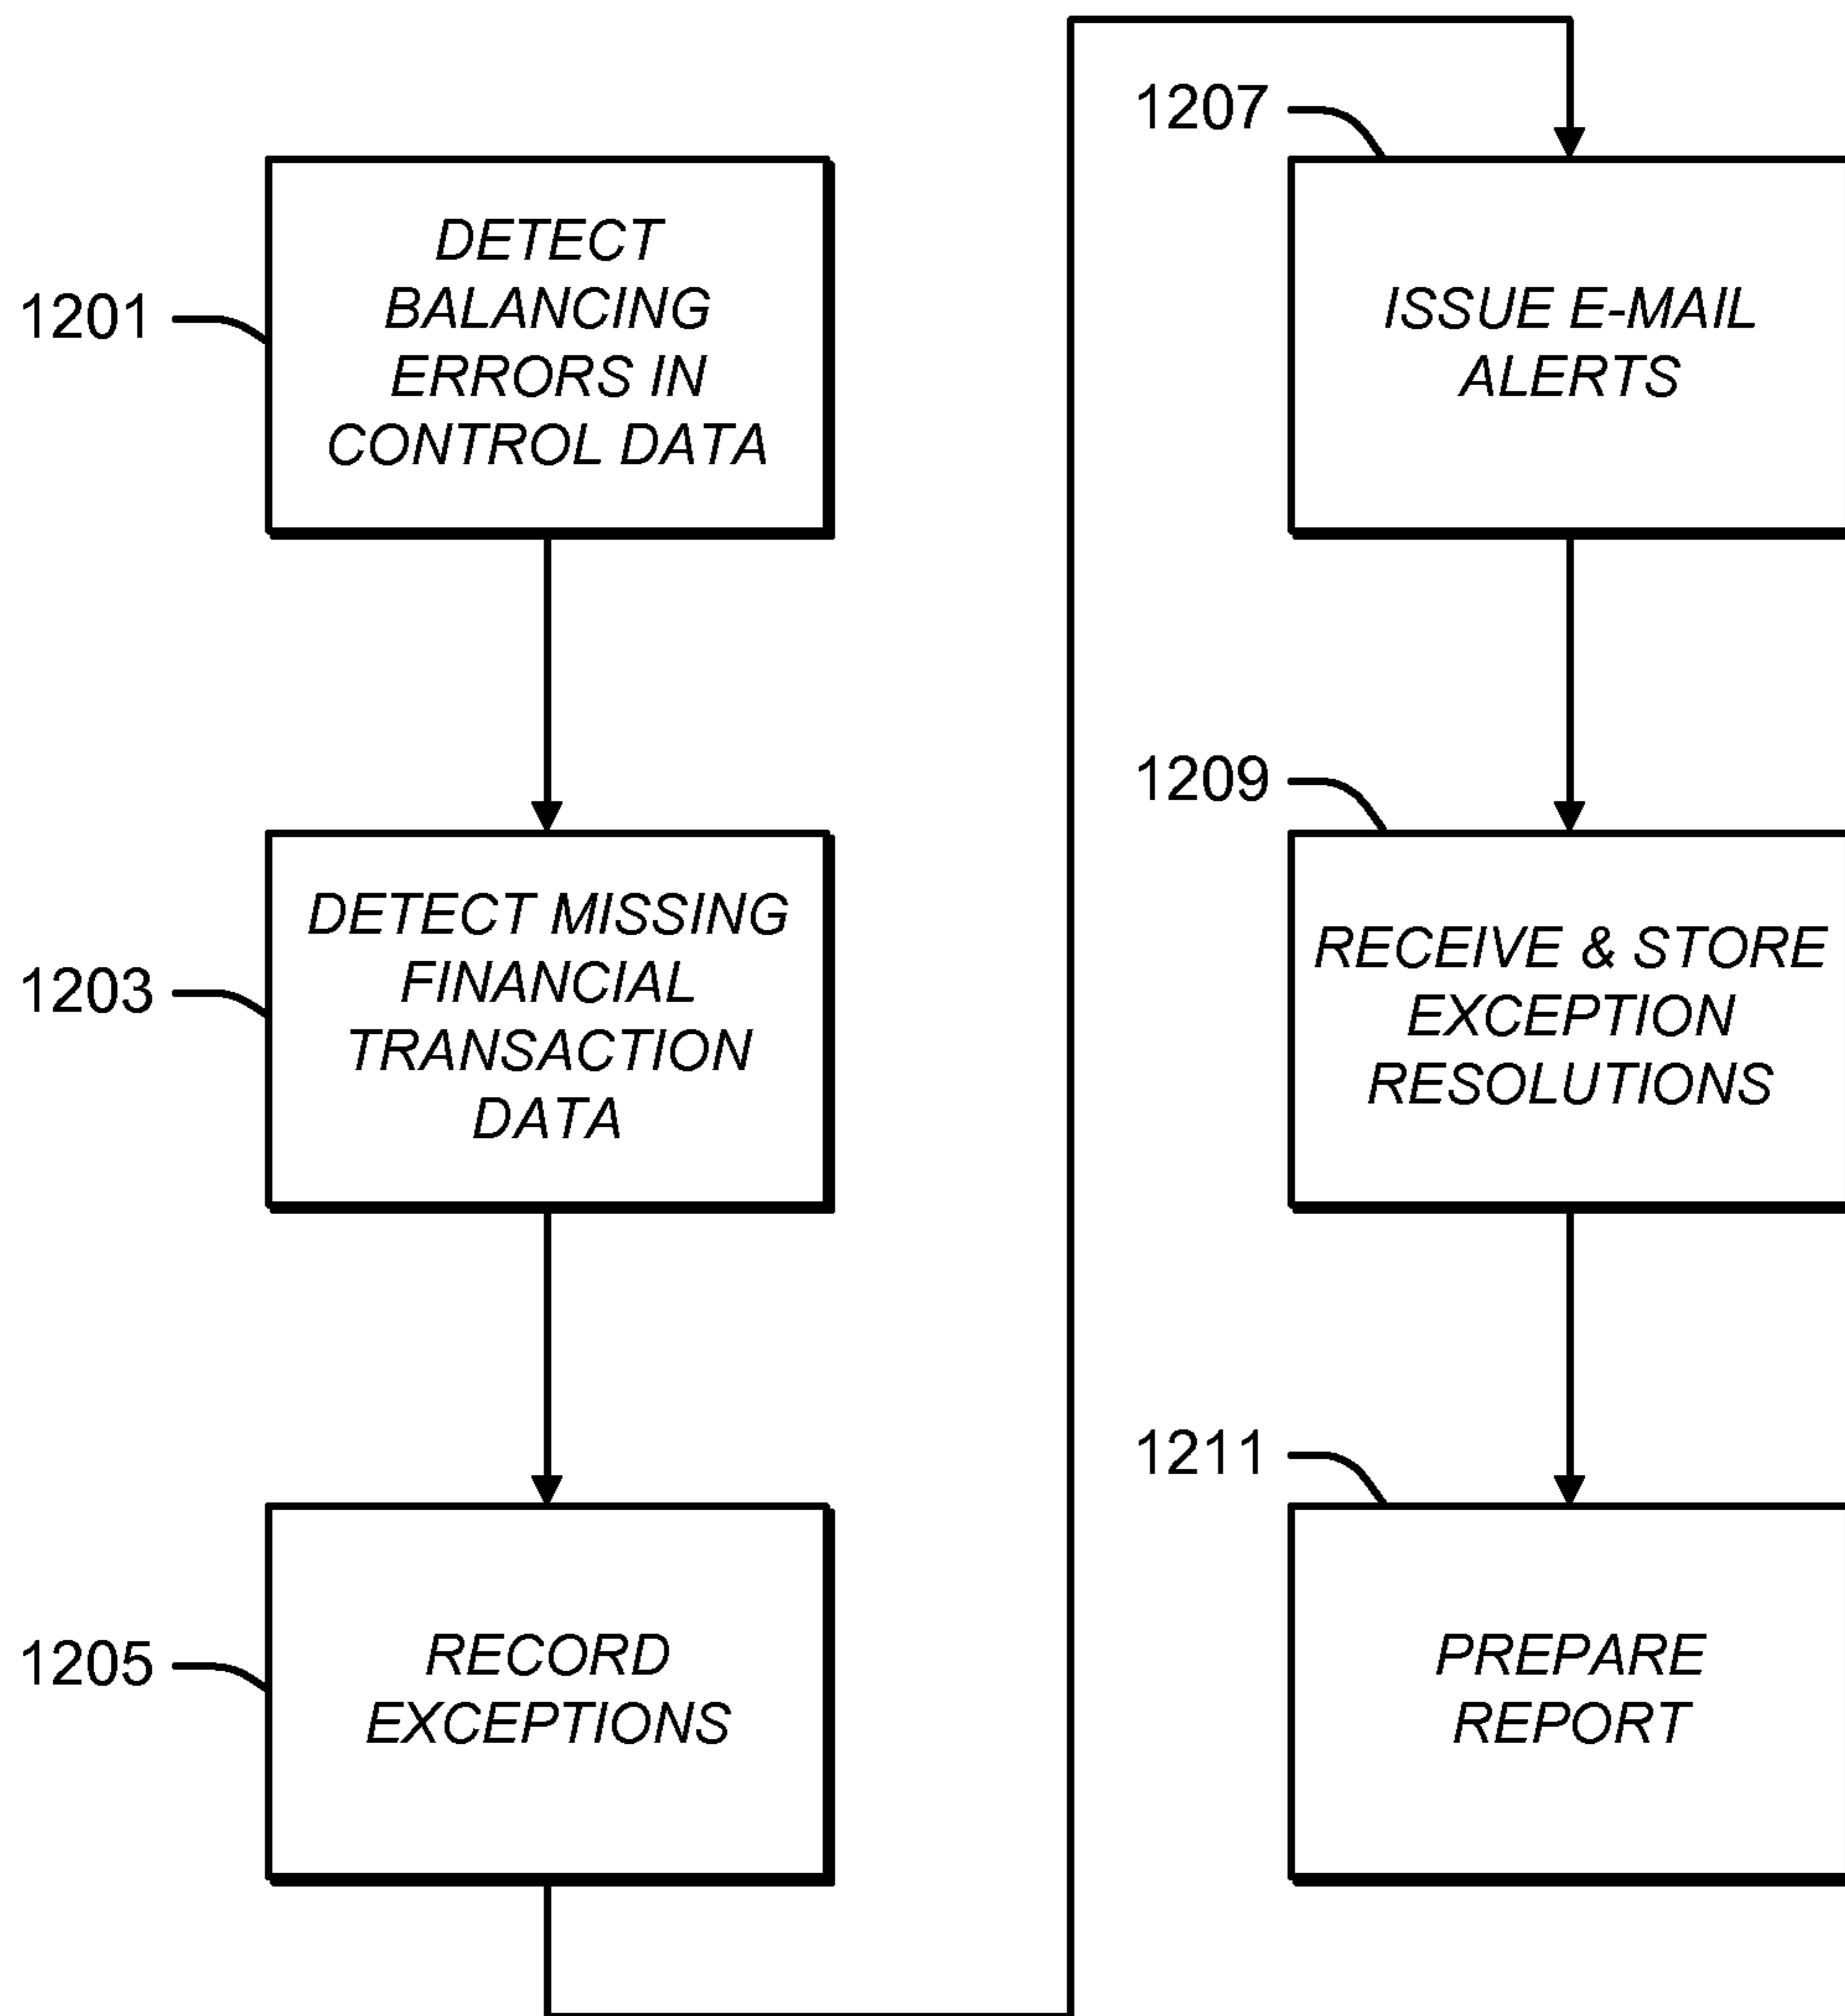 1201
DETECT
BALANCING
ERRORS IN
CONTROL DATA
1203
DETECT MISSING
FINANCIAL
TRANSACTION
DATA
1205
RECORD
EXCEPTIONS
1207
ISSUE E-MAIL
ALERTS
1209
RECEIVE & STORE
EXCEPTION
RESOLUTIONS
1211
PREPARE
REPORT